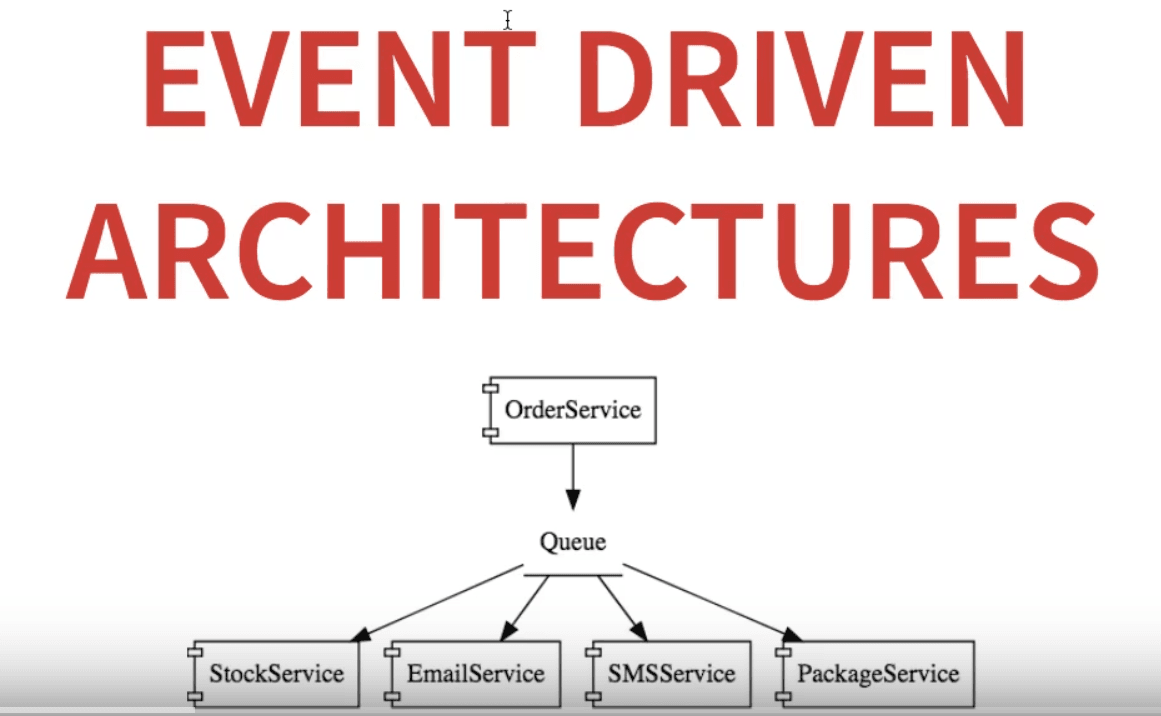 EVENT DRIVEN
ARCHITECTURES
OrderService
Queue
StockService
EmailService
SMSService
PackageService